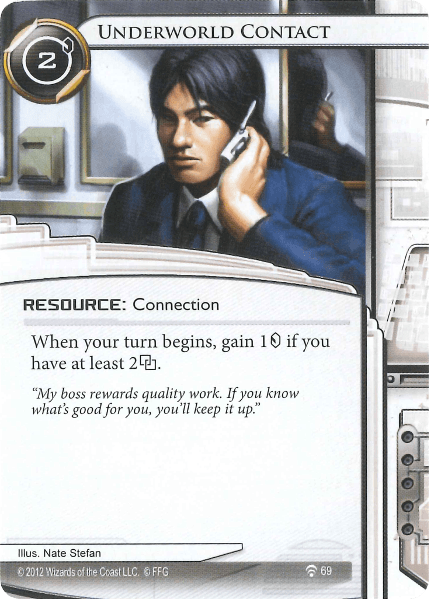 2
UNDERWORLD CONTACT
RESOURCE: Connection
When your turn begins, gain 1 if you
have at least 2.
“My boss rewards quality work. If you know
what’s good for you, you’ll keep it up.”
Illus. Nate Stefan
© 2012 Wizards of the Coast LLC. © FFG
69